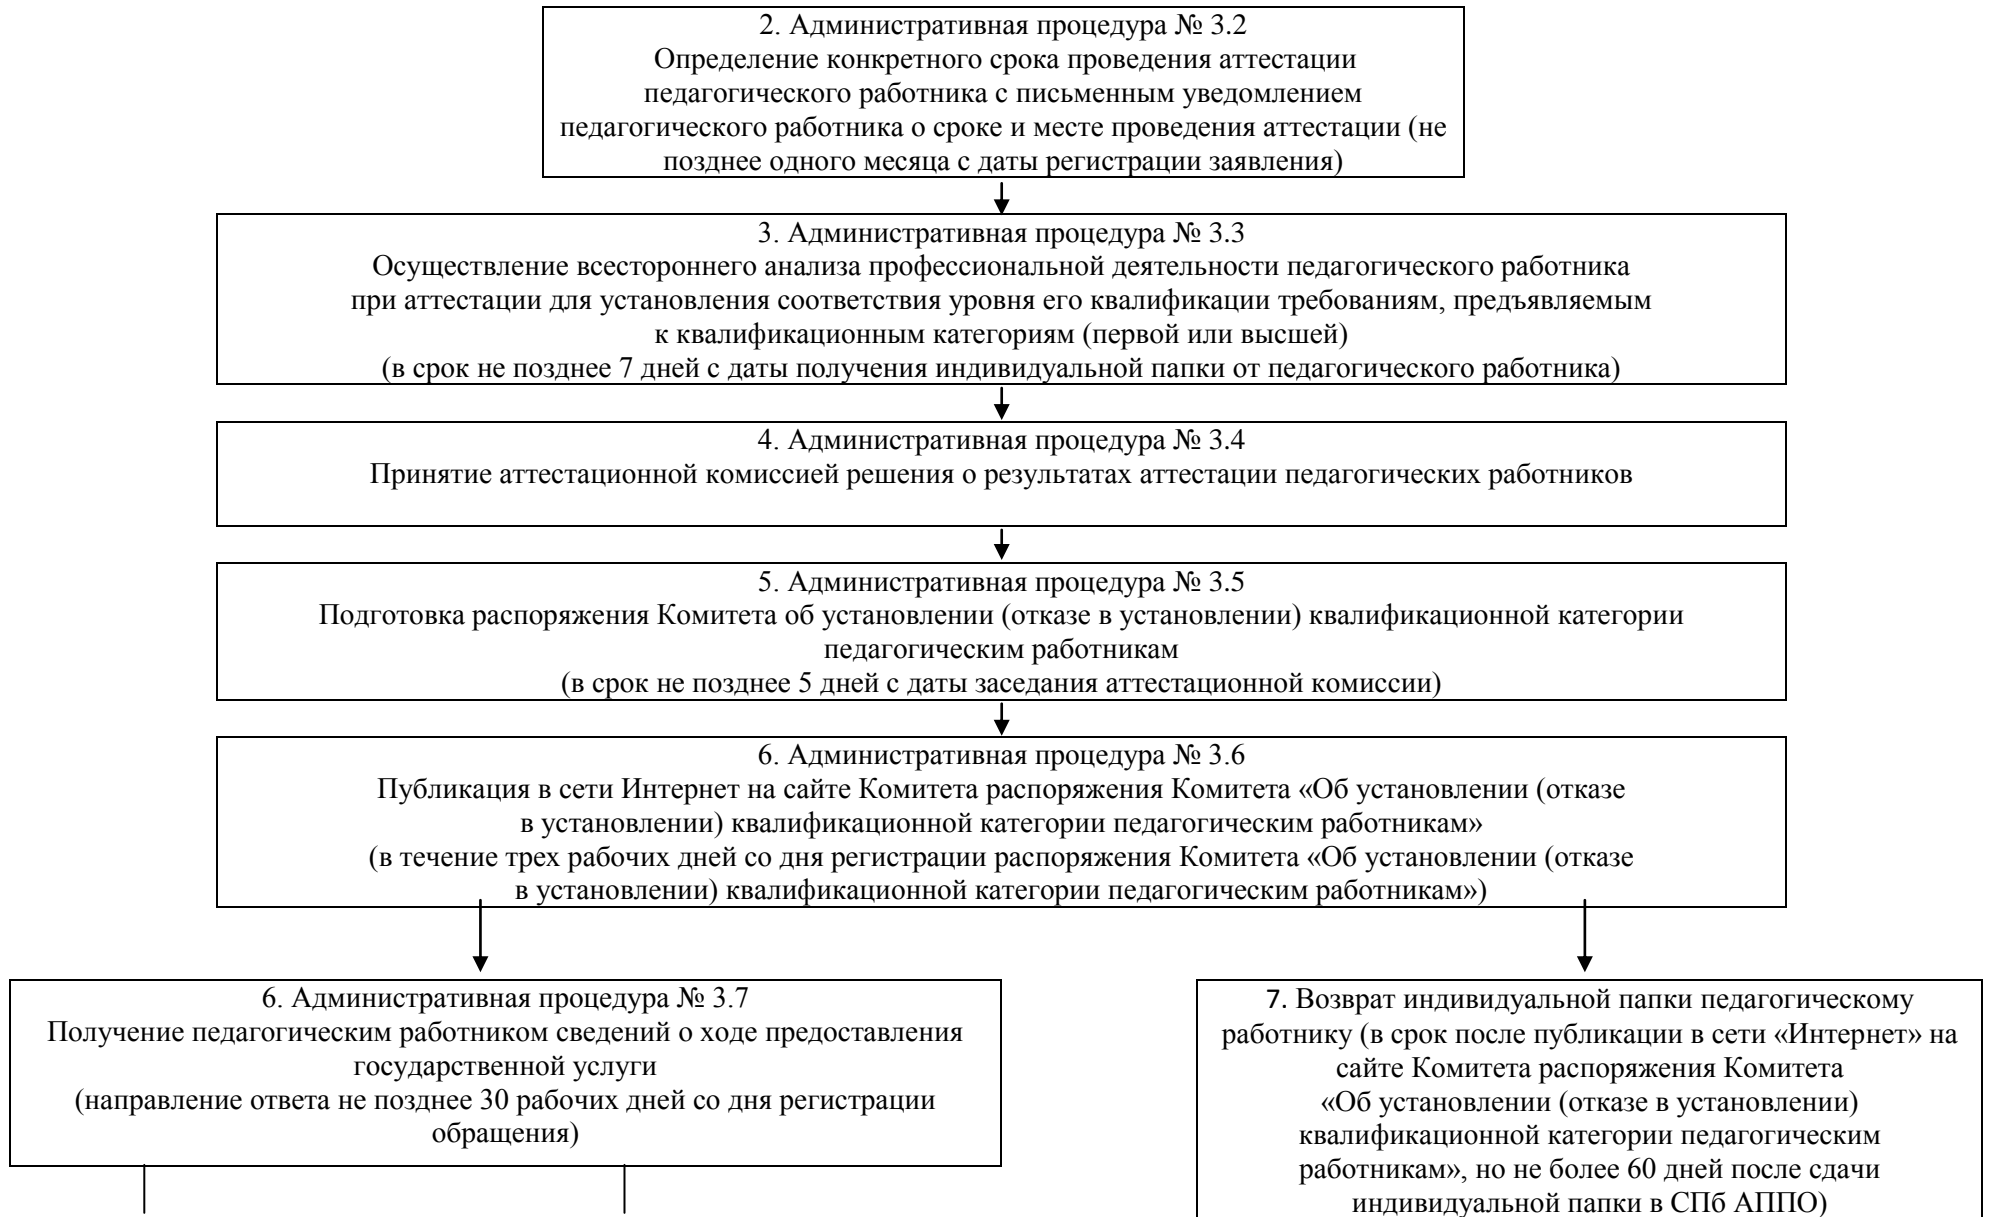 2. Административная процедура № 3.2
Определение конкретного срока проведения аттестации
педагогического работника с письменным уведомлением
педагогического работника о сроке и месте проведения аттестации (не
позднее одного месяца с даты регистрации заявления)
3. Административная процедура № 3.3
Осуществление всестороннего анализа профессиональной деятельности педагогического работника
при аттестации для установления соответствия уровня его квалификации требованиям, предъявляемым
к квалификационным категориям (первой или высшей)
(в срок не позднее 7 дней с даты получения индивидуальной папки от педагогического работника)
4. Административная процедура № 3.4
Принятие аттестационной комиссией решения о результатах аттестации педагогических работников
5. Административная процедура № 3.5
Подготовка распоряжения Комитета об установлении (отказе в установлении) квалификационной категории
педагогическим работникам
(в срок не позднее 5 дней с даты заседания аттестационной комиссии)
6. Административная процедура № 3.6
Публикация в сети Интернет на сайте Комитета распоряжения Комитета «Об установлении (отказе
в установлении) квалификационной категории педагогическим работникам»
(в течение трех рабочих дней со дня регистрации распоряжения Комитета «Об установлении (отказе
в установлении) квалификационной категории педагогическим работникам»)
6. Административная процедура № 3.7
Получение педагогическим работником сведений о ходе предоставления
государственной услуги
(направление ответа не позднее 30 рабочих дней со дня регистрации
обращения)
7. Возврат индивидуальной папки педагогическому
работнику (в срок после публикации в сети «Интернет» на
сайте Комитета распоряжения Комитета
«Об установлении (отказе в установлении)
квалификационной категории педагогическим
работникам», но не более 60 дней после сдачи
индивидуальной папки в СПб АППО)